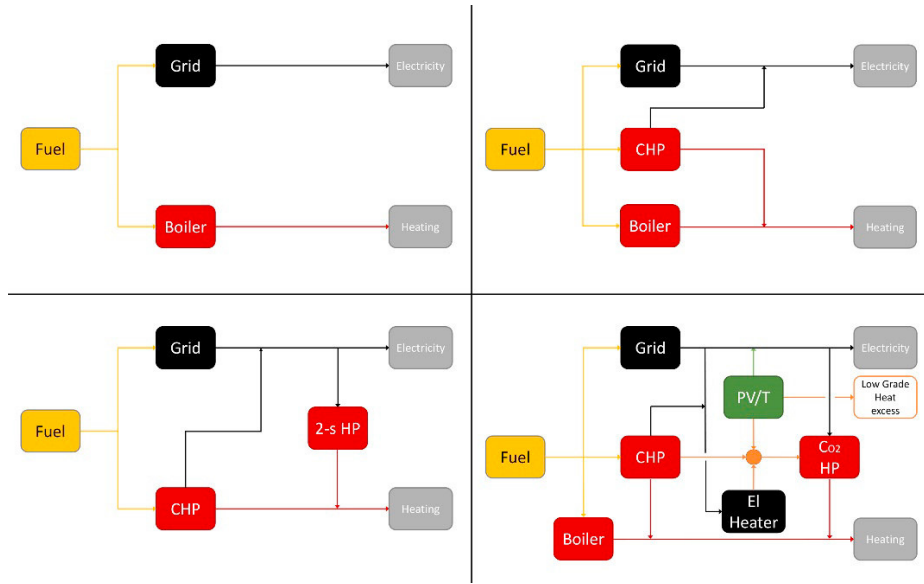 Grid
Electricity
Fuel
Boiler
Heating
Grid
Electricity
Fuel
CHP
Boiler
Heating
Grid
Electricity
2-s HP
Fuel
CHP
Heating
Grid
Electricity
PV/T
Low Grade
Heat
excess
Fuel
CHP
CO2
HP
El
Heater
Boiler
Heating